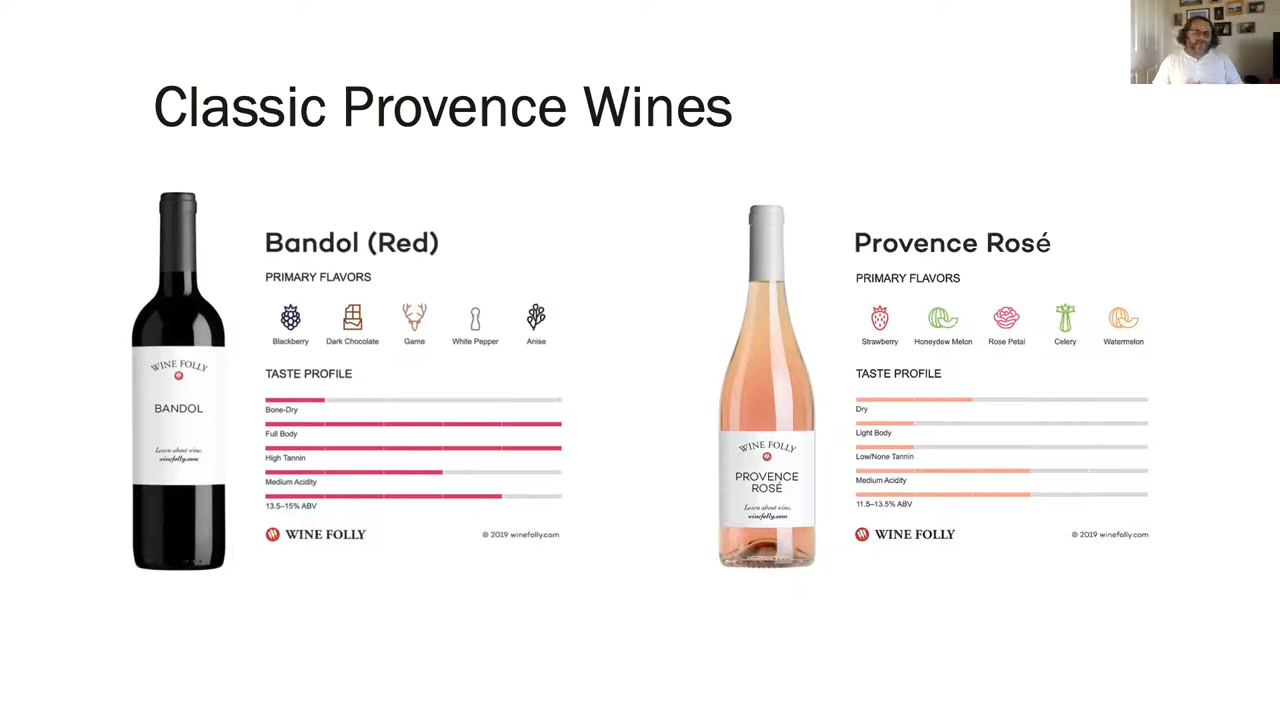 Classic Provence Wines
Bandol (Red)
PRIMARY FLAVORS
Blackberry
Dark Chocolate
Game
White Pepper
Anise
TASTE PROFILE
Bone-Dry
Full Body
High Tannin
Medium Acidity
13.5–15% ABV
WINE FOLLY
© 2019 winefolly.com
WINE FOLLY
BANDOL
Learn about wine.
winefolly.com
Provence Rosé
PRIMARY FLAVORS
Strawberry
Honeydew Melon
Rose Petal
Celery
Watermelon
TASTE PROFILE
Dry
Light Body
Low/None Tannin
Medium Acidity
11.5–13.5% ABV
WINE FOLLY
© 2019 winefolly.com
WINE FOLLY
PROVENCE
ROSÉ
Learn about wine.
winefolly.com